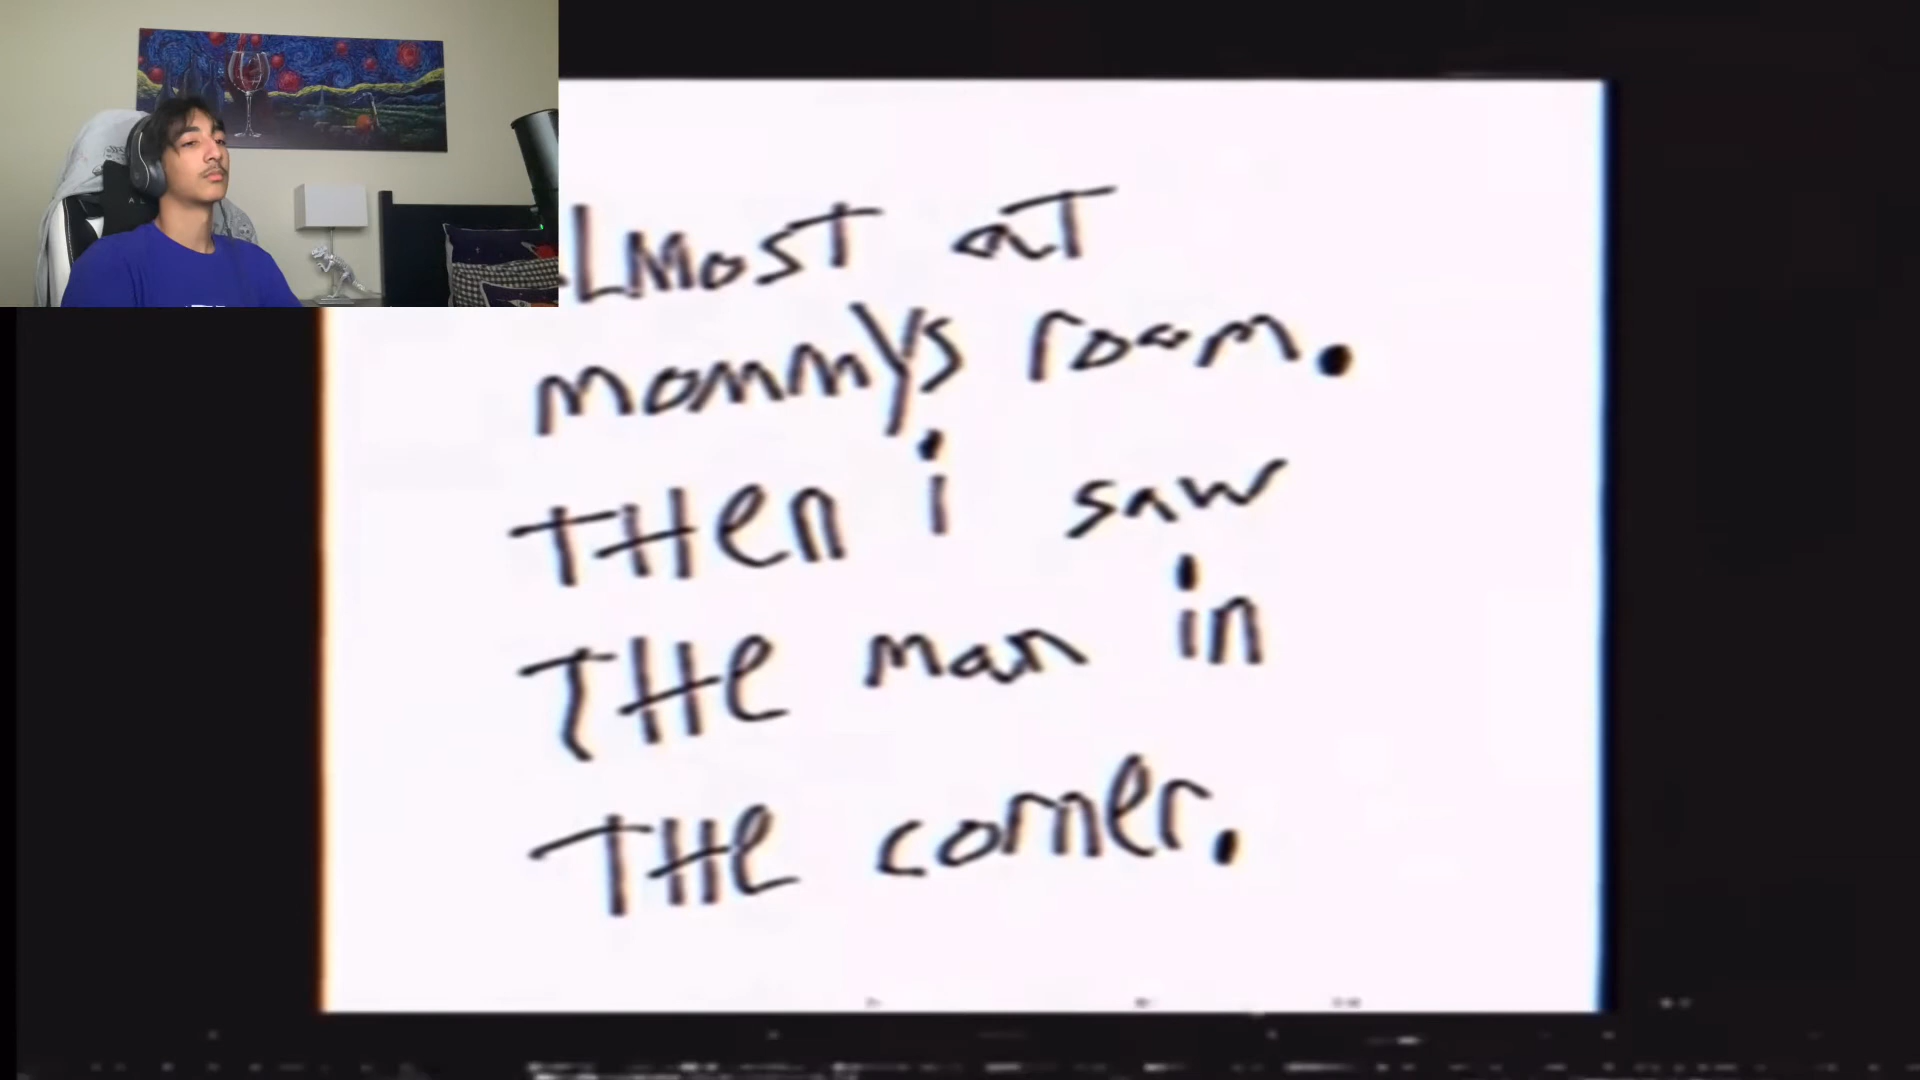 LMosT aT
mommys room.
THen i saw
THe man in
THe corner.